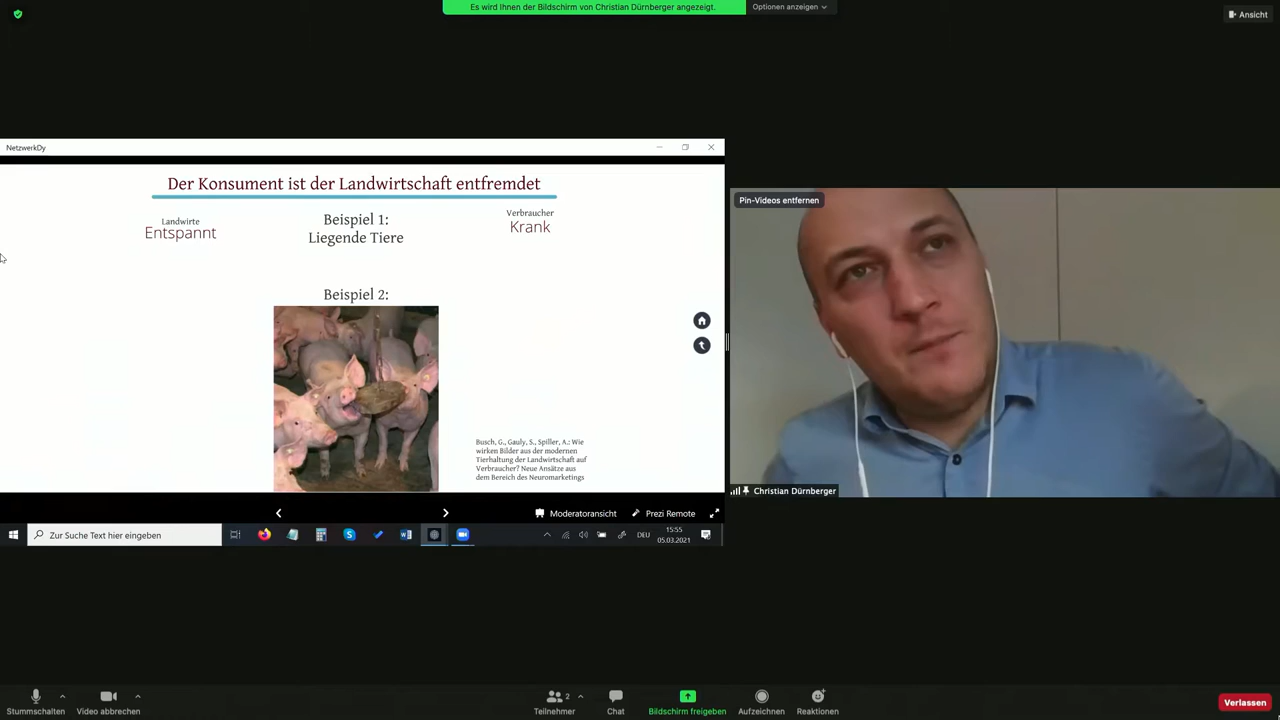 Es wird Ihnen der Bildschirm von Christian Dürnberger angezeigt.
Optionen anzeigen
Ansicht
NetzwerkDy
Der Konsument ist der Landwirtschaft entfremdet
Landwirte
Entspannt
Beispiel 1:
Liegende Tiere
Verbraucher
Krank
Beispiel 2:
Busch, G., Gauly, S., Spiller, A.: Wie
wirken Bilder aus der modernen
Tierhaltung der Landwirtschaft auf
Verbraucher? Neue Ansätze aus
dem Bereich des Neuromarketings
Moderatoransicht
Prezi Remote
Zur Suche Text hier eingeben
DEU
15:55
05.03.2021
Pin-Videos entfernen
Christian Dürnberger
Stummschalten
Video abbrechen
2
Teilnehmer
Chat
Bildschirm freigeben
Aufzeichnen
Reaktionen
Verlassen